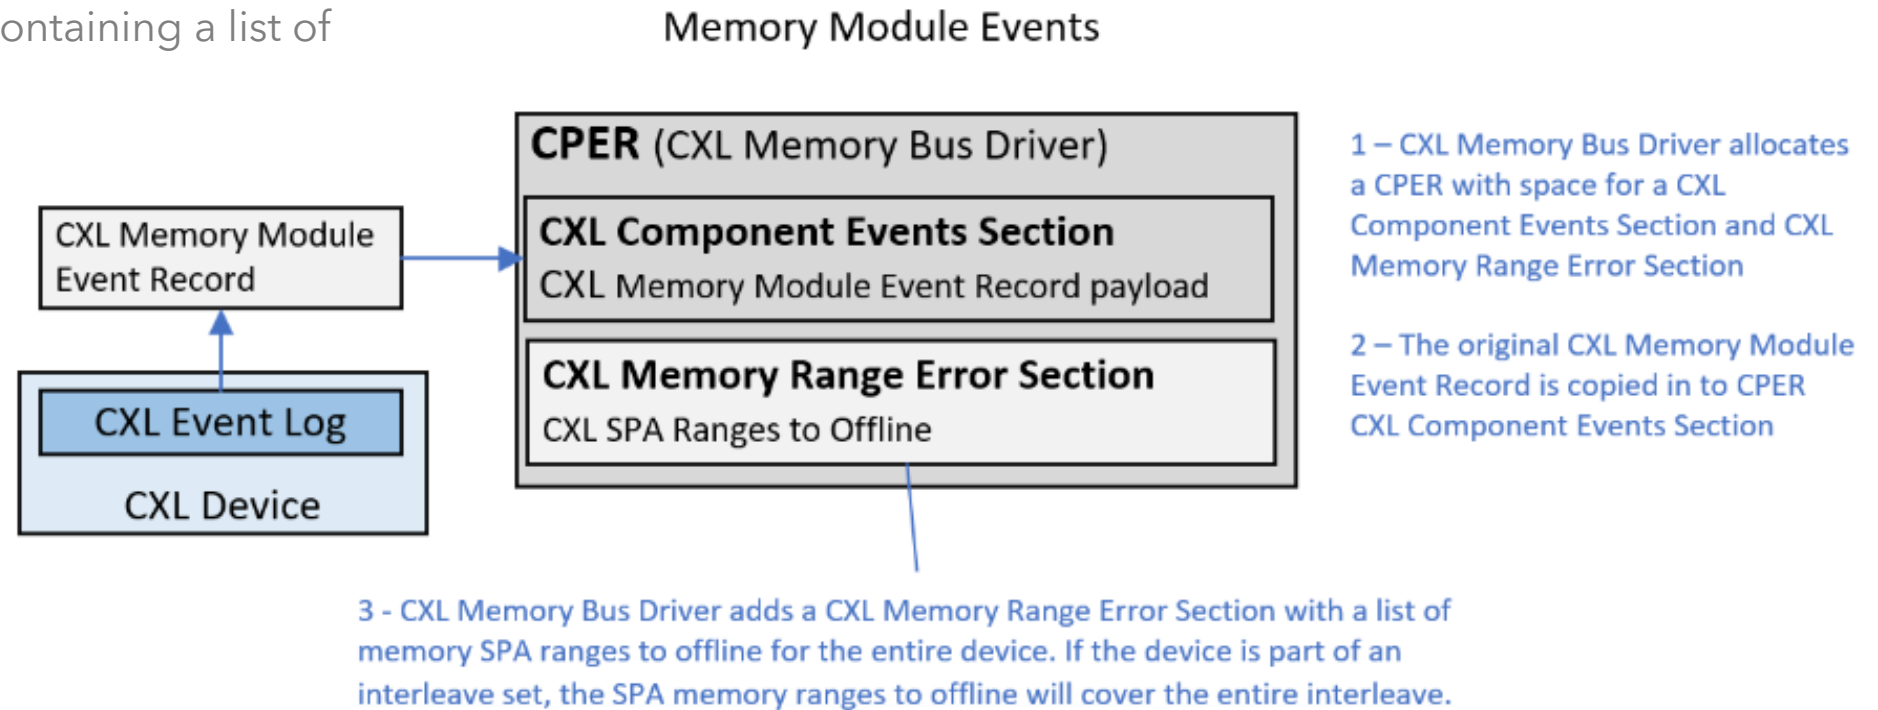 ontaining a list of
Memory Module Events
CPER (CXL Memory Bus Driver)
CXL Component Events Section
CXL Memory Module Event Record payload
CXL Memory Range Error Section
CXL SPA Ranges to Offline
CXL Memory Module
Event Record
CXL Event Log
CXL Device
1 – CXL Memory Bus Driver allocates
a CPER with space for a CXL
Component Events Section and CXL
Memory Range Error Section
2 – The original CXL Memory Module
Event Record is copied in to CPER
CXL Component Events Section
3 - CXL Memory Bus Driver adds a CXL Memory Range Error Section with a list of
memory SPA ranges to offline for the entire device. If the device is part of an
interleave set, the SPA memory ranges to offline will cover the entire interleave.